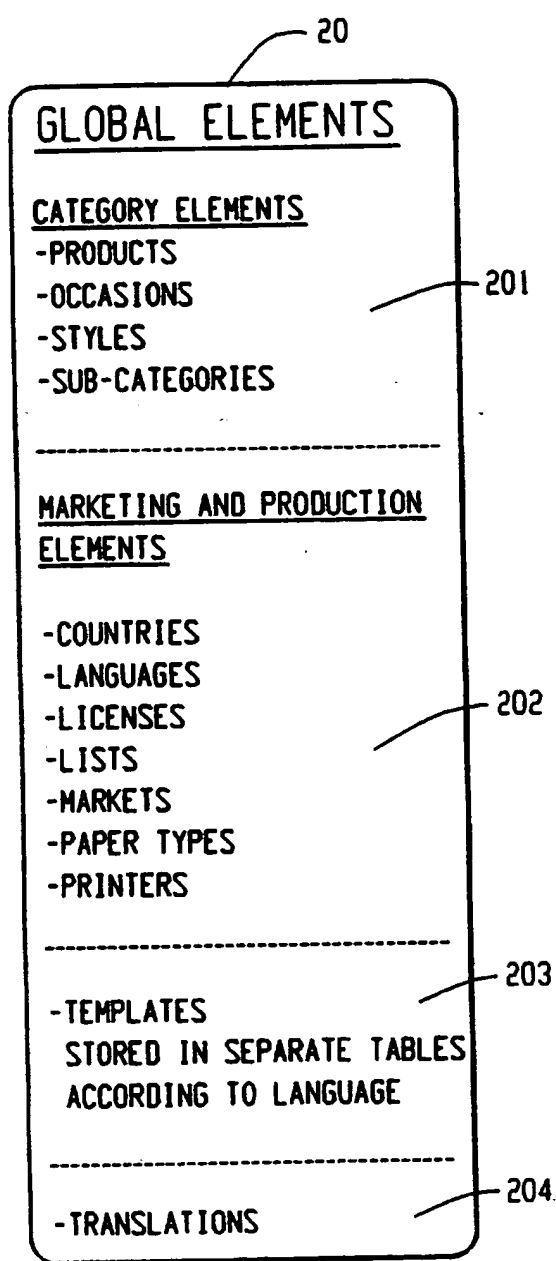 20
GLOBAL ELEMENTS
CATEGORY ELEMENTS
-PRODUCTS
-OCCASIONS
201
-STYLES
-SUB-CATEGORIES
MARKETING AND PRODUCTION
ELEMENTS
-COUNTRIES
-LANGUAGES
-LICENSES
202
-LISTS
-MARKETS
-PAPER TYPES
-PRINTERS
203
-TEMPLATES
STORED IN SEPARATE TABLES
ACCORDING TO LANGUAGE
204
-TRANSLATIONS